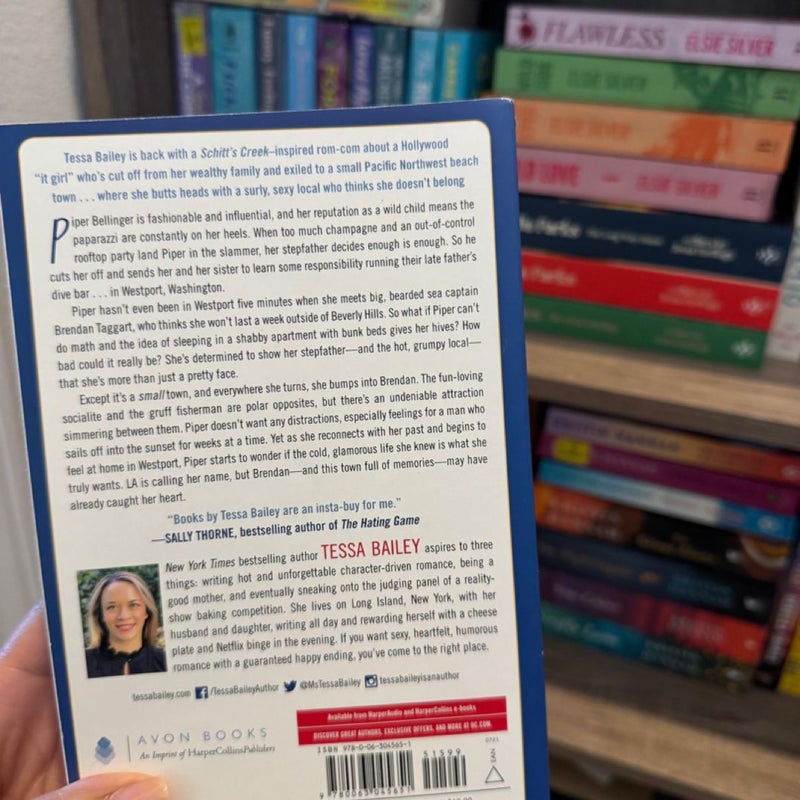 Tessa Bailey is back with a Schitt's Creek–inspired rom-com about a Hollywood
"it girl" who's cut off from her wealthy family and exiled to a small Pacific Northwest beach
town . . . where she butts heads with a surly, sexy local who thinks she doesn't belong
Piper Bellinger is fashionable and influential, and her reputation as a wild child means the
paparazzi are constantly on her heels. When too much champagne and an out-of-control
rooftop party land Piper in the slammer, her stepfather decides enough is enough. So he
cuts her off and sends her and her sister to learn some responsibility running their late father's
dive bar . . . in Westport, Washington.
Piper hasn't even been in Westport five minutes when she meets big, bearded sea captain
Brendan Taggart, who thinks she won't last a week outside of Beverly Hills. So what if Piper can't
do math and the idea of sleeping in a shabby apartment with bunk beds gives her hives? How
bad could it really be? She's determined to show her stepfather—and the hot, grumpy local—
that she's more than just a pretty face.
Except it's a small town, and everywhere she turns, she bumps into Brendan. The fun-loving
socialite and the gruff fisherman are polar opposites, but there's an undeniable attraction
simmering between them. Piper doesn't want any distractions, especially feelings for a man who
sails off into the sunset for weeks at a time. Yet as she reconnects with her past and begins to
feel at home in Westport, Piper starts to wonder if the cold, glamorous life she knew is what she
truly wants. LA is calling her name, but Brendan—and this town full of memories—may have
already caught her heart.
"Books by Tessa Bailey are an insta-buy for me."
—SALLY THORNE, bestselling author of The Hating Game
New York Times bestselling author TESSA BAILEY aspires to three
things: writing hot and unforgettable character-driven romance, being a
good mother, and eventually sneaking onto the judging panel of a reality-
show baking competition. She lives on Long Island, New York, with her
husband and daughter, writing all day and rewarding herself with a cheese
plate and Netflix binge in the evening. If you want sexy, heartfelt, humorous
romance with a guaranteed happy ending, you've come to the right place.
tessabailey.com /TessaBaileyAuthor @MsTessaBailey tessabaileyisanauthor
Available from HarperAudio and HarperCollins e-books
DISCOVER GREAT AUTHORS, EXCLUSIVE OFFERS, AND MORE AT HC.COM.
AVON BOOKS
An Imprint of HarperCollinsPublishers
ISBN 978-0-06-304565-1
51599
0721
EAN
9 780063 045651
FLAWLESS ELSIE SILVER
ELSIE SILVER
LOVE ELSIE SILVER